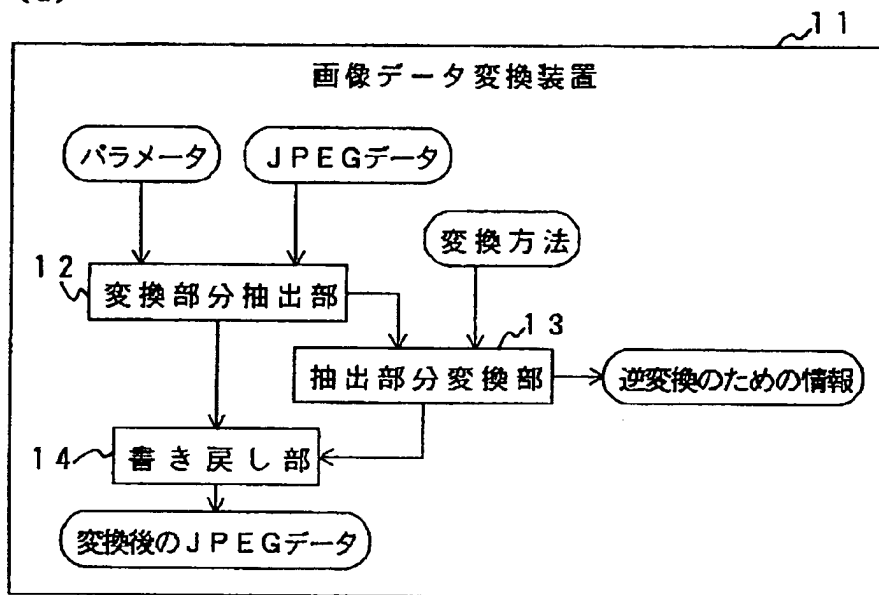 １１
画像データ変換装置
パラメータ
ＪＰＥＧデータ
変換方法
１２
変換部分抽出部
１３
抽出部分変換部
逆変換のための情報
１４
書き戻し部
変換後のＪＰＥＧデータ